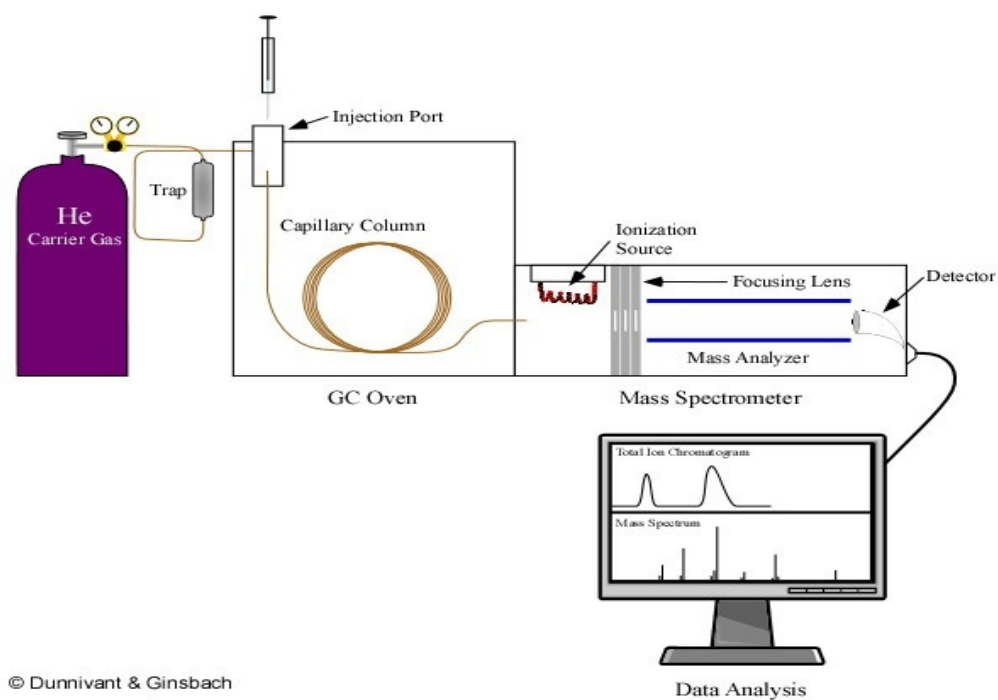 Injection Port
Trap
He
Carrier Gas
Capillary Column
Ionization
Source
Focusing Lens
Detector
Mass Analyzer
GC Oven
Mass Spectrometer
Total Ion Chromatogram
Mass Spectrum
© Dunnivant & Ginsbach
Data Analysis